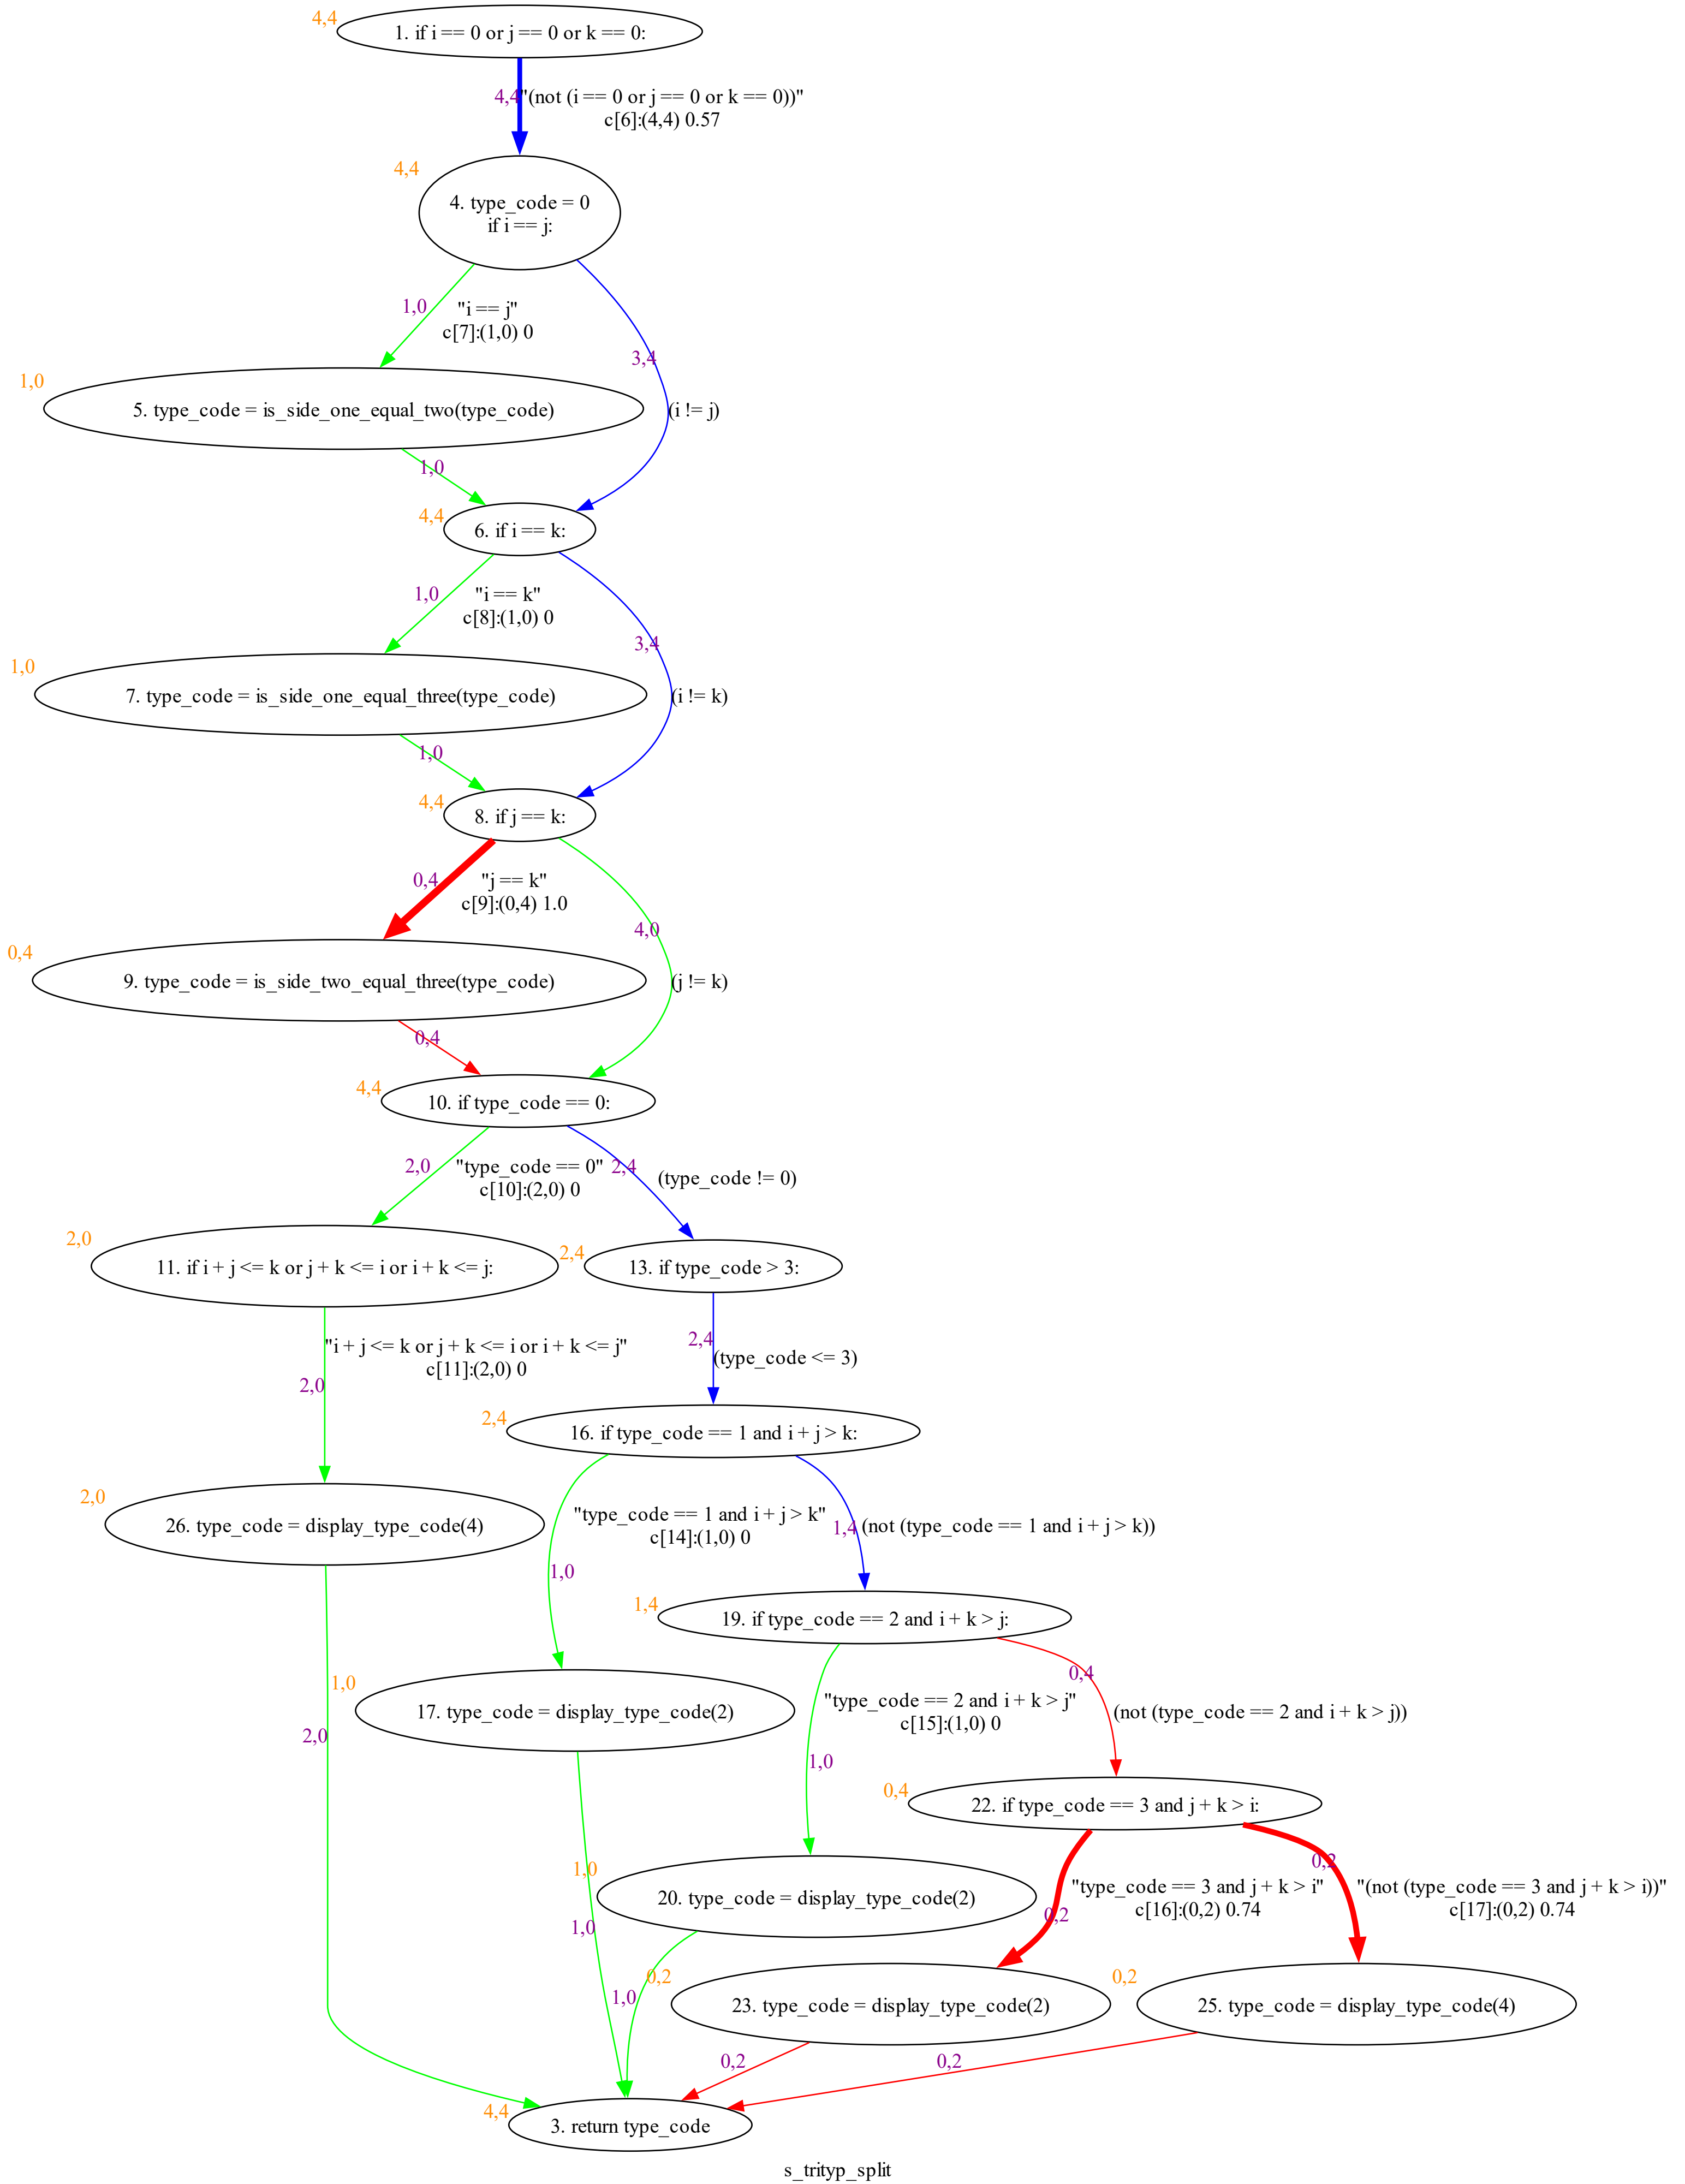 4,4
1. if i == 0 or j == 0 or k == 0:
4,4
"(not (i == 0 or j == 0 or k == 0))"
c[6]:(4,4) 0.57
4,4
4. type_code = 0
if i == j:
1,0
"i == j"
c[7]:(1,0) 0
3,4
(i != j)
1,0
5. type_code = is_side_one_equal_two(type_code)
1,0
4,4
6. if i == k:
1,0
"i == k"
c[8]:(1,0) 0
3,4
(i != k)
1,0
7. type_code = is_side_one_equal_three(type_code)
1,0
4,4
8. if j == k:
0,4
"j == k"
c[9]:(0,4) 1.0
4,0
(j != k)
0,4
9. type_code = is_side_two_equal_three(type_code)
0,4
4,4
10. if type_code == 0:
2,0
"type_code == 0"
c[10]:(2,0) 0
2,4
(type_code != 0)
2,0
11. if i + j <= k or j + k <= i or i + k <= j:
2,4
13. if type_code > 3:
2,0
"i + j <= k or j + k <= i or i + k <= j"
c[11]:(2,0) 0
2,4
(type_code <= 3)
2,4
16. if type_code == 1 and i + j > k:
2,0
26. type_code = display_type_code(4)
1,0
"type_code == 1 and i + j > k"
c[14]:(1,0) 0
1,4
(not (type_code == 1 and i + j > k))
1,4
19. if type_code == 2 and i + k > j:
1,0
17. type_code = display_type_code(2)
2,0
1,0
"type_code == 2 and i + k > j"
c[15]:(1,0) 0
0,4
(not (type_code == 2 and i + k > j))
0,4
22. if type_code == 3 and j + k > i:
1,0
20. type_code = display_type_code(2)
1,0
0,2
"type_code == 3 and j + k > i"
c[16]:(0,2) 0.74
0,2
"(not (type_code == 3 and j + k > i))"
c[17]:(0,2) 0.74
0,2
23. type_code = display_type_code(2)
0,2
25. type_code = display_type_code(4)
1,0
0,2
0,2
4,4
3. return type_code
s_trityp_split